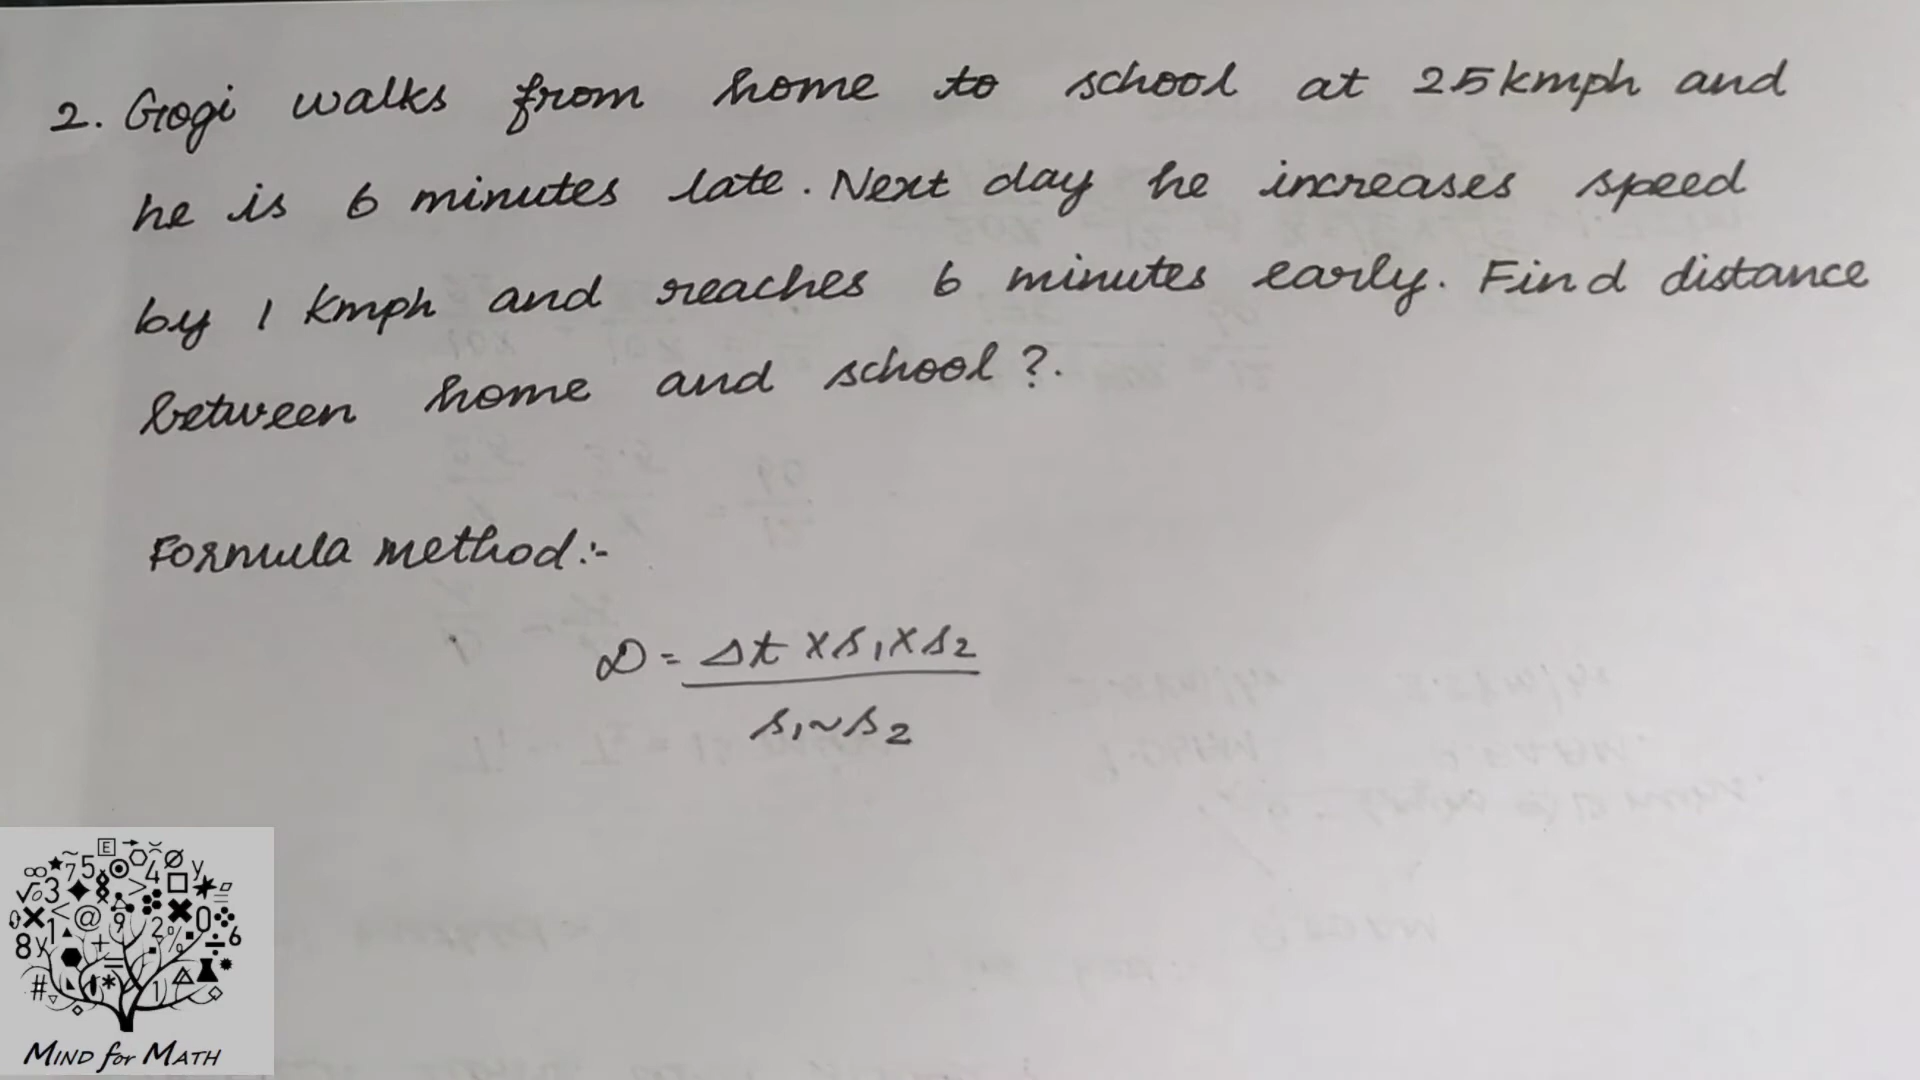 2. Gogi walks from home to school at 25kmph and
he is 6 minutes late. Next day he increases speed
by 1 kmph and reaches 6 minutes early. Find distance
between home and school?.
Formula method:-
D = Δt × s₁ × s₂
s₁ ~ s₂
MIND for MATH